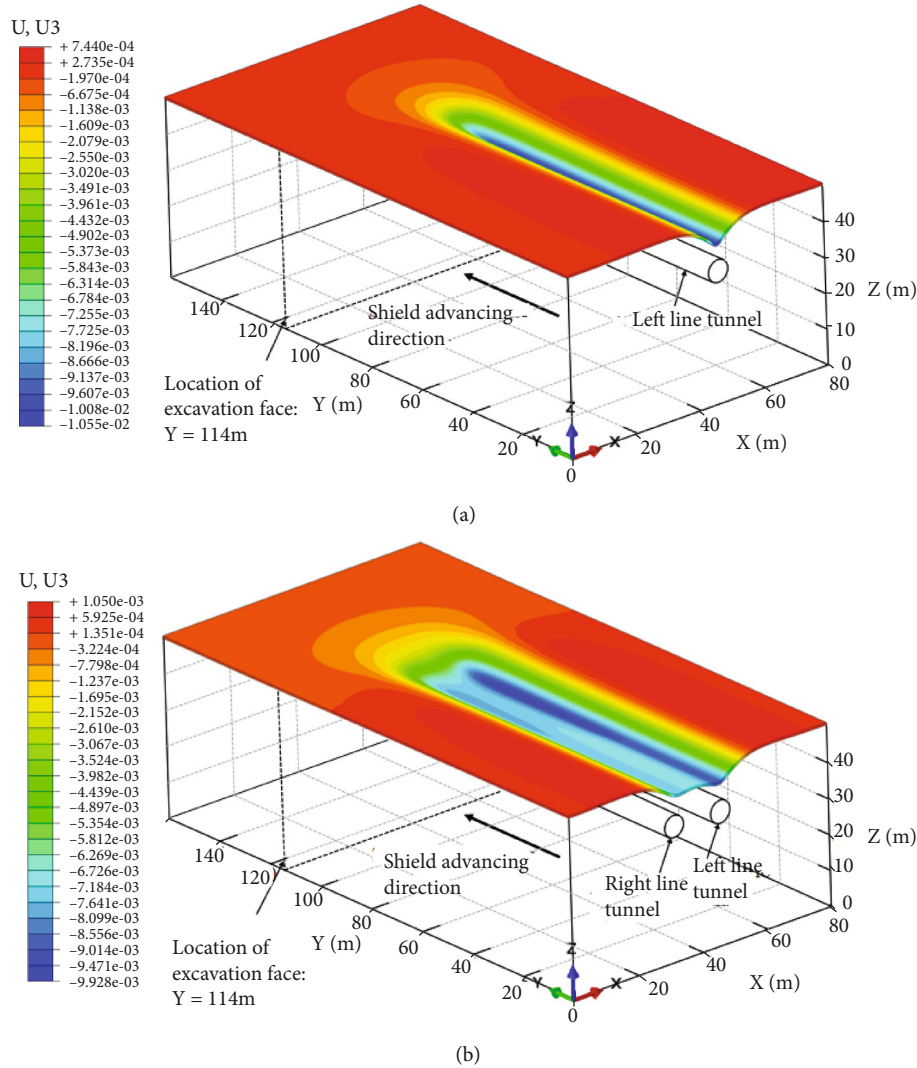 U, U3
+ 7.440e-04
+ 2.735e-04
−1.970e-04
−6.675e-04
−1.138e-03
−1.609e-03
−2.079e-03
−2.550e-03
−3.020e-03
−3.491e-03
−3.961e-03
−4.432e-03
−4.902e-03
−5.373e-03
−5.843e-03
−6.314e-03
−6.784e-03
−7.255e-03
−7.725e-03
−8.196e-03
−8.666e-03
−9.137e-03
−9.607e-03
−1.008e-02
−1.055e-02
140
120
100
80
60
40
20
0
Y (m)
Location of
excavation face:
Y = 114m
Shield advancing
direction
Left line tunnel
40
30
20
10
0
Z (m)
20
40
60
80
X (m)
Z
Y
X
(a)
U, U3
+ 1.050e-03
+ 5.925e-04
+ 1.351e-04
−3.224e-04
−7.798e-04
−1.237e-03
−1.695e-03
−2.152e-03
−2.610e-03
−3.067e-03
−3.524e-03
−3.982e-03
−4.439e-03
−4.897e-03
−5.354e-03
−5.812e-03
−6.269e-03
−6.726e-03
−7.184e-03
−7.641e-03
−8.099e-03
−8.556e-03
−9.014e-03
−9.471e-03
−9.928e-03
140
120
100
80
60
40
20
0
Y (m)
Location of
excavation face:
Y = 114m
Shield advancing
direction
Right line
tunnel
Left line
tunnel
40
30
20
10
0
Z (m)
20
40
60
80
X (m)
Z
Y
X
(b)